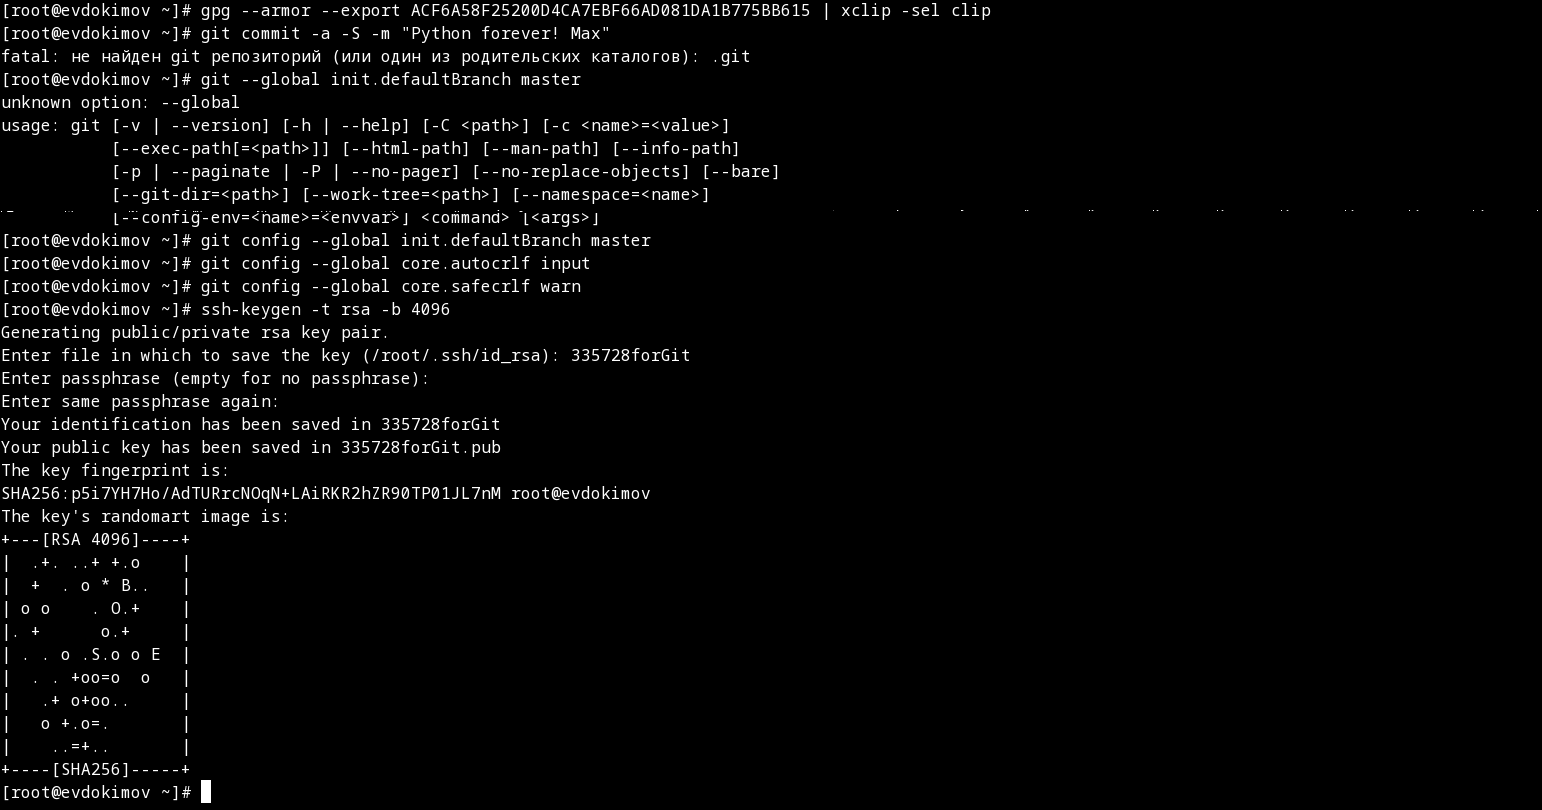 [root@evdokimov ~]# gpg --armor --export ACF6A58F25200D4CA7EBF66AD081DA1B775BB615 | xclip -sel clip
[root@evdokimov ~]# git commit -a -S -m "Python forever! Max"
fatal: не найден git репозиторий (или один из родительских каталогов): .git
[root@evdokimov ~]# git --global init.defaultBranch master
unknown option: --global
usage: git [-v | --version] [-h | --help] [-C <path>] [-c <name>=<value>]
           [--exec-path[=<path>]] [--html-path] [--man-path] [--info-path]
           [-p | --paginate | -P | --no-pager] [--no-replace-objects] [--bare]
           [--git-dir=<path>] [--work-tree=<path>] [--namespace=<name>]
           [--config-env=<name>=<envvar>] <command> [<args>]
[root@evdokimov ~]# git config --global init.defaultBranch master
[root@evdokimov ~]# git config --global core.autocrlf input
[root@evdokimov ~]# git config --global core.safecrlf warn
[root@evdokimov ~]# ssh-keygen -t rsa -b 4096
Generating public/private rsa key pair.
Enter file in which to save the key (/root/.ssh/id_rsa): 335728forGit
Enter passphrase (empty for no passphrase):
Enter same passphrase again:
Your identification has been saved in 335728forGit
Your public key has been saved in 335728forGit.pub
The key fingerprint is:
SHA256:p5i7YH7Ho/AdTURrcNOqN+LAiRKR2hZR90TP01JL7nM root@evdokimov
The key's randomart image is:
+---[RSA 4096]----+
|  .+. ..+ +.o    |
|  +  . o * B..   |
| o o    . O.+    |
|. +      o.+     |
| . . o .S.o o E  |
|  . . +oo=o  o   |
|   .+ o+oo..     |
|   o +.o=.       |
|    ..=+..       |
+----[SHA256]-----+
[root@evdokimov ~]#